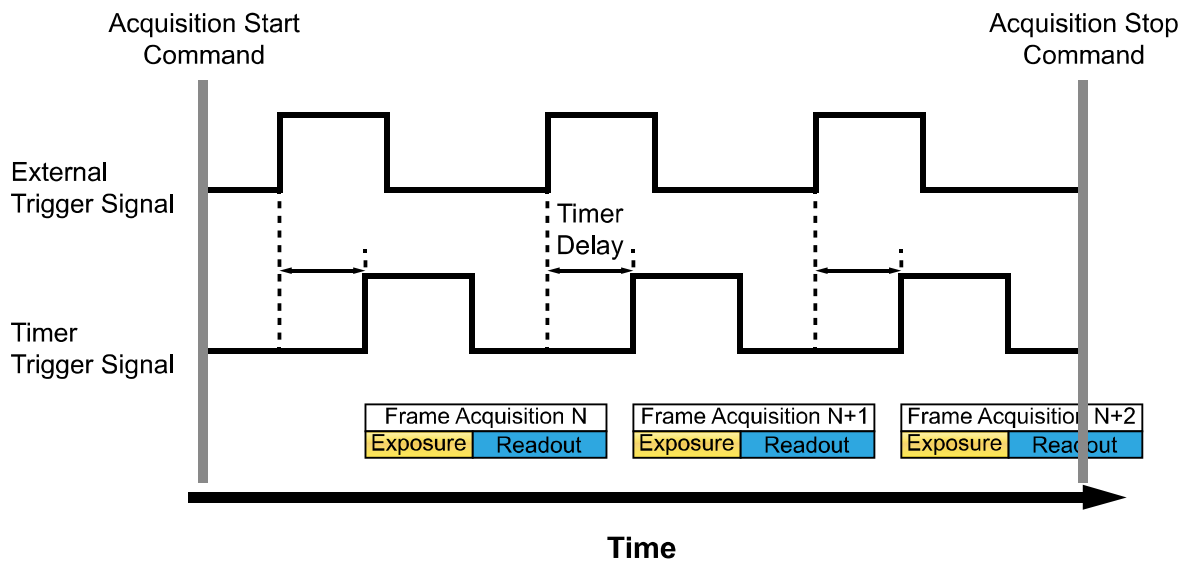 Acquisition Start
Command
Acquisition Stop
Command
External
Trigger Signal
Timer
Delay
Timer
Trigger Signal
Frame Acquisition N
Frame Acquisition N+1
Frame Acquisition N+2
Exposure
Readout
Exposure
Readout
Exposure
Readout
Time